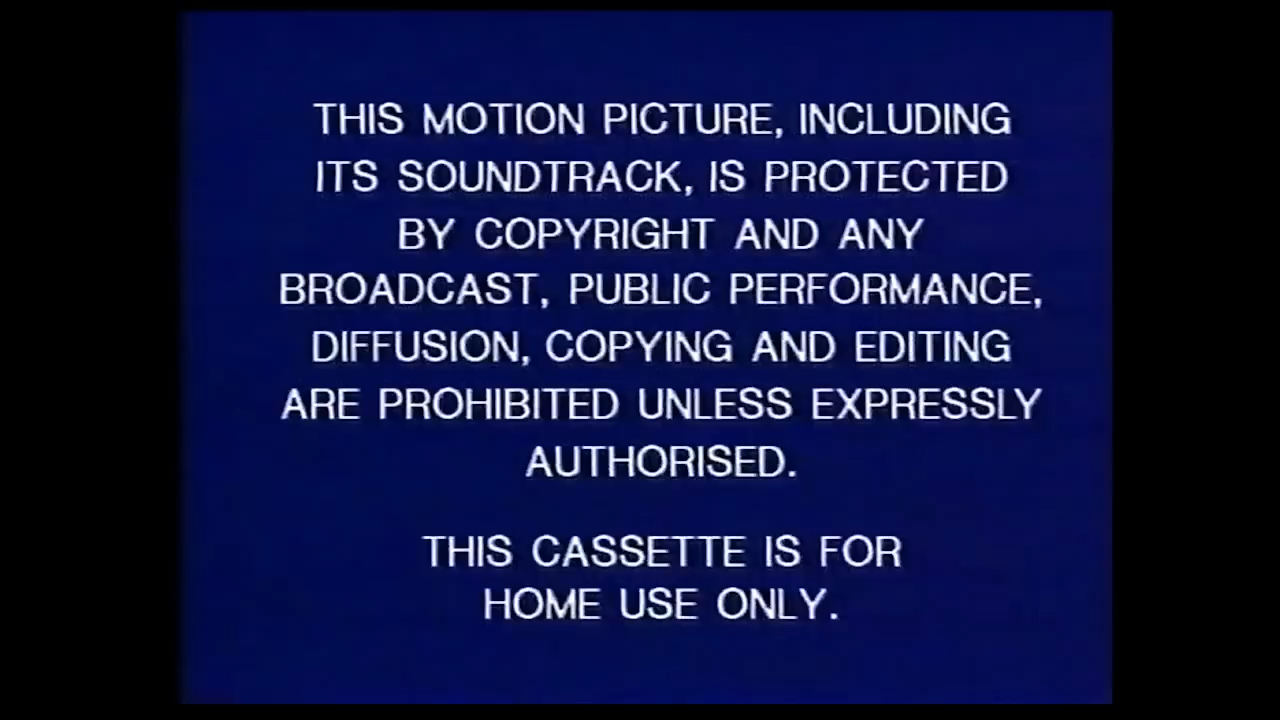 THIS MOTION PICTURE, INCLUDING
ITS SOUNDTRACK, IS PROTECTED
BY COPYRIGHT AND ANY
BROADCAST, PUBLIC PERFORMANCE,
DIFFUSION, COPYING AND EDITING
ARE PROHIBITED UNLESS EXPRESSLY
AUTHORISED.
THIS CASSETTE IS FOR
HOME USE ONLY.